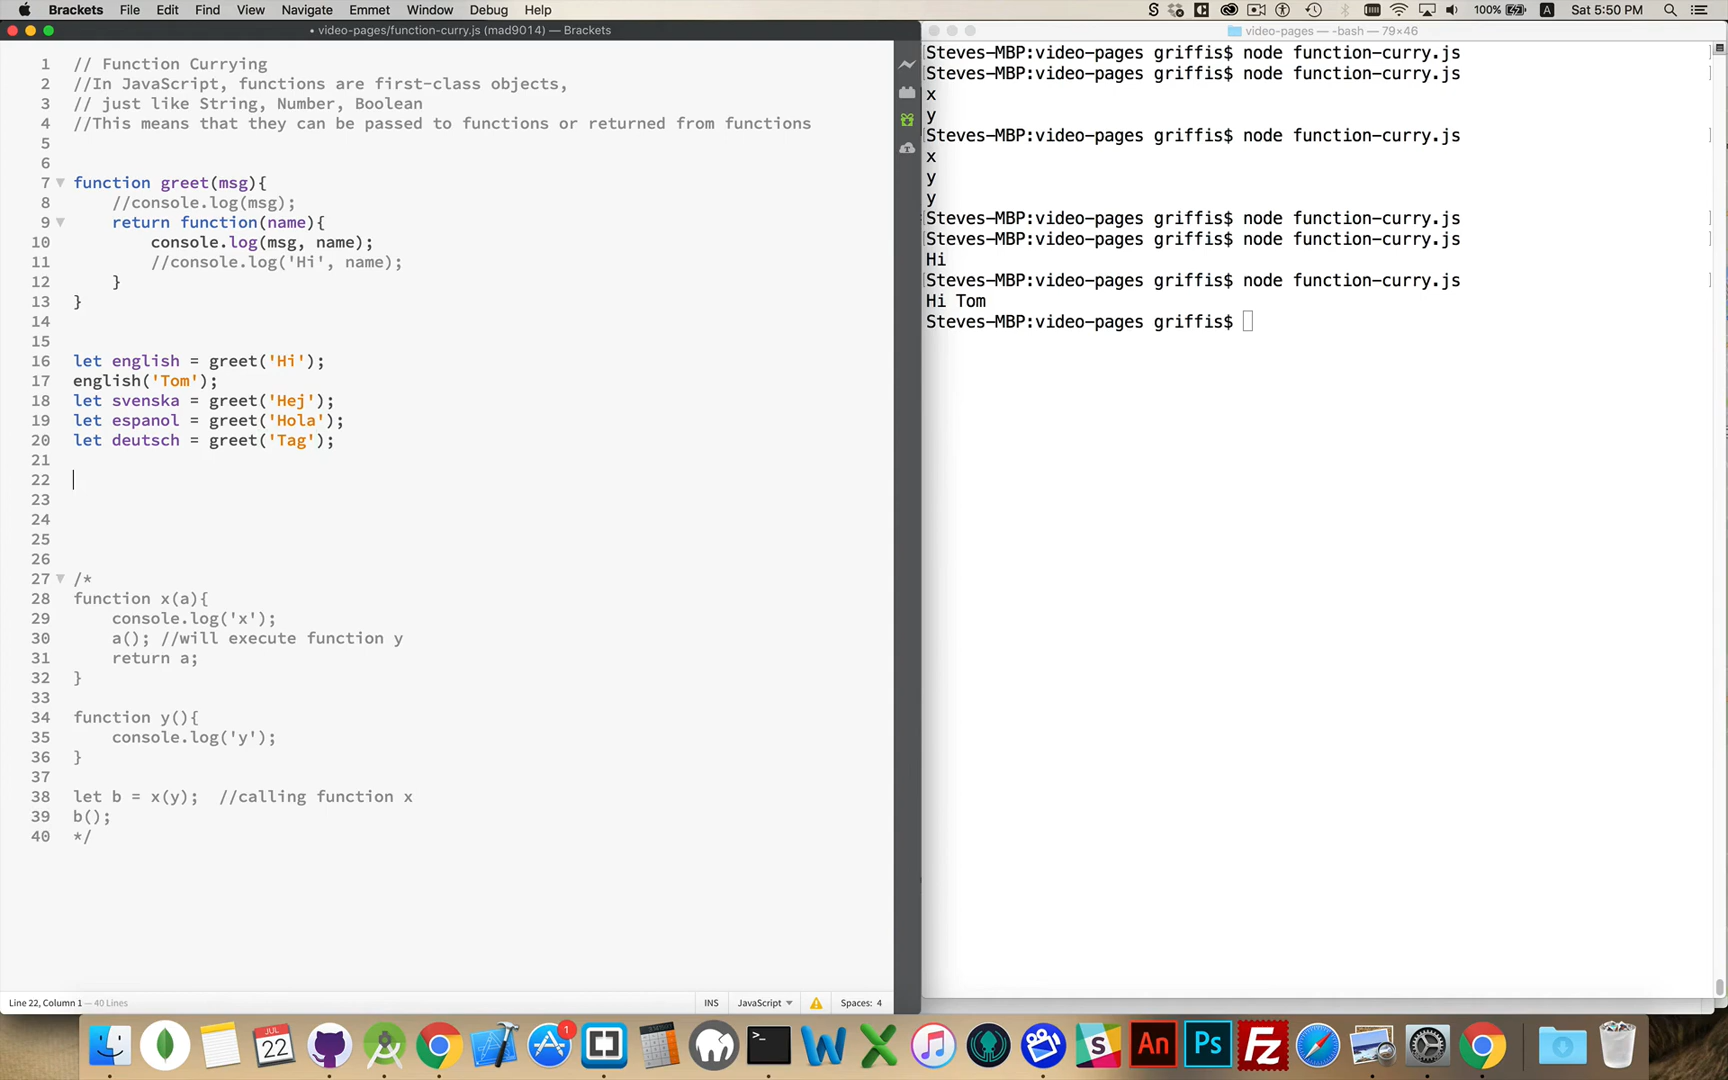 Brackets File Edit Find View Navigate Emmet Window Debug Help
100% Sat 5:50 PM
• video-pages/function-curry.js (mad9014) — Brackets
1 // Function Currying
2 //In JavaScript, functions are first-class objects,
3 // just like String, Number, Boolean
4 //This means that they can be passed to functions or returned from functions
5
6
7 function greet(msg){
8 //console.log(msg);
9 return function(name){
10 console.log(msg, name);
11 //console.log('Hi', name);
12 }
13 }
14
15
16 let english = greet('Hi');
17 english('Tom');
18 let svenska = greet('Hej');
19 let espanol = greet('Hola');
20 let deutsch = greet('Tag');
21
22
23
24
25
26
27 /*
28 function x(a){
29 console.log('x');
30 a(); //will execute function y
31 return a;
32 }
33
34 function y(){
35 console.log('y');
36 }
37
38 let b = x(y); //calling function x
39 b();
40 */
Line 22, Column 1 — 40 Lines
INS JavaScript Spaces: 4
video-pages — -bash — 79×46
[Steves-MBP:video-pages griffis$ node function-curry.js ]
[Steves-MBP:video-pages griffis$ node function-curry.js ]
x
y
[Steves-MBP:video-pages griffis$ node function-curry.js ]
x
y
y
[Steves-MBP:video-pages griffis$ node function-curry.js ]
[Steves-MBP:video-pages griffis$ node function-curry.js ]
Hi
[Steves-MBP:video-pages griffis$ node function-curry.js ]
Hi Tom
Steves-MBP:video-pages griffis$
JUL
22
1
W
X
S
An
Ps
Fz